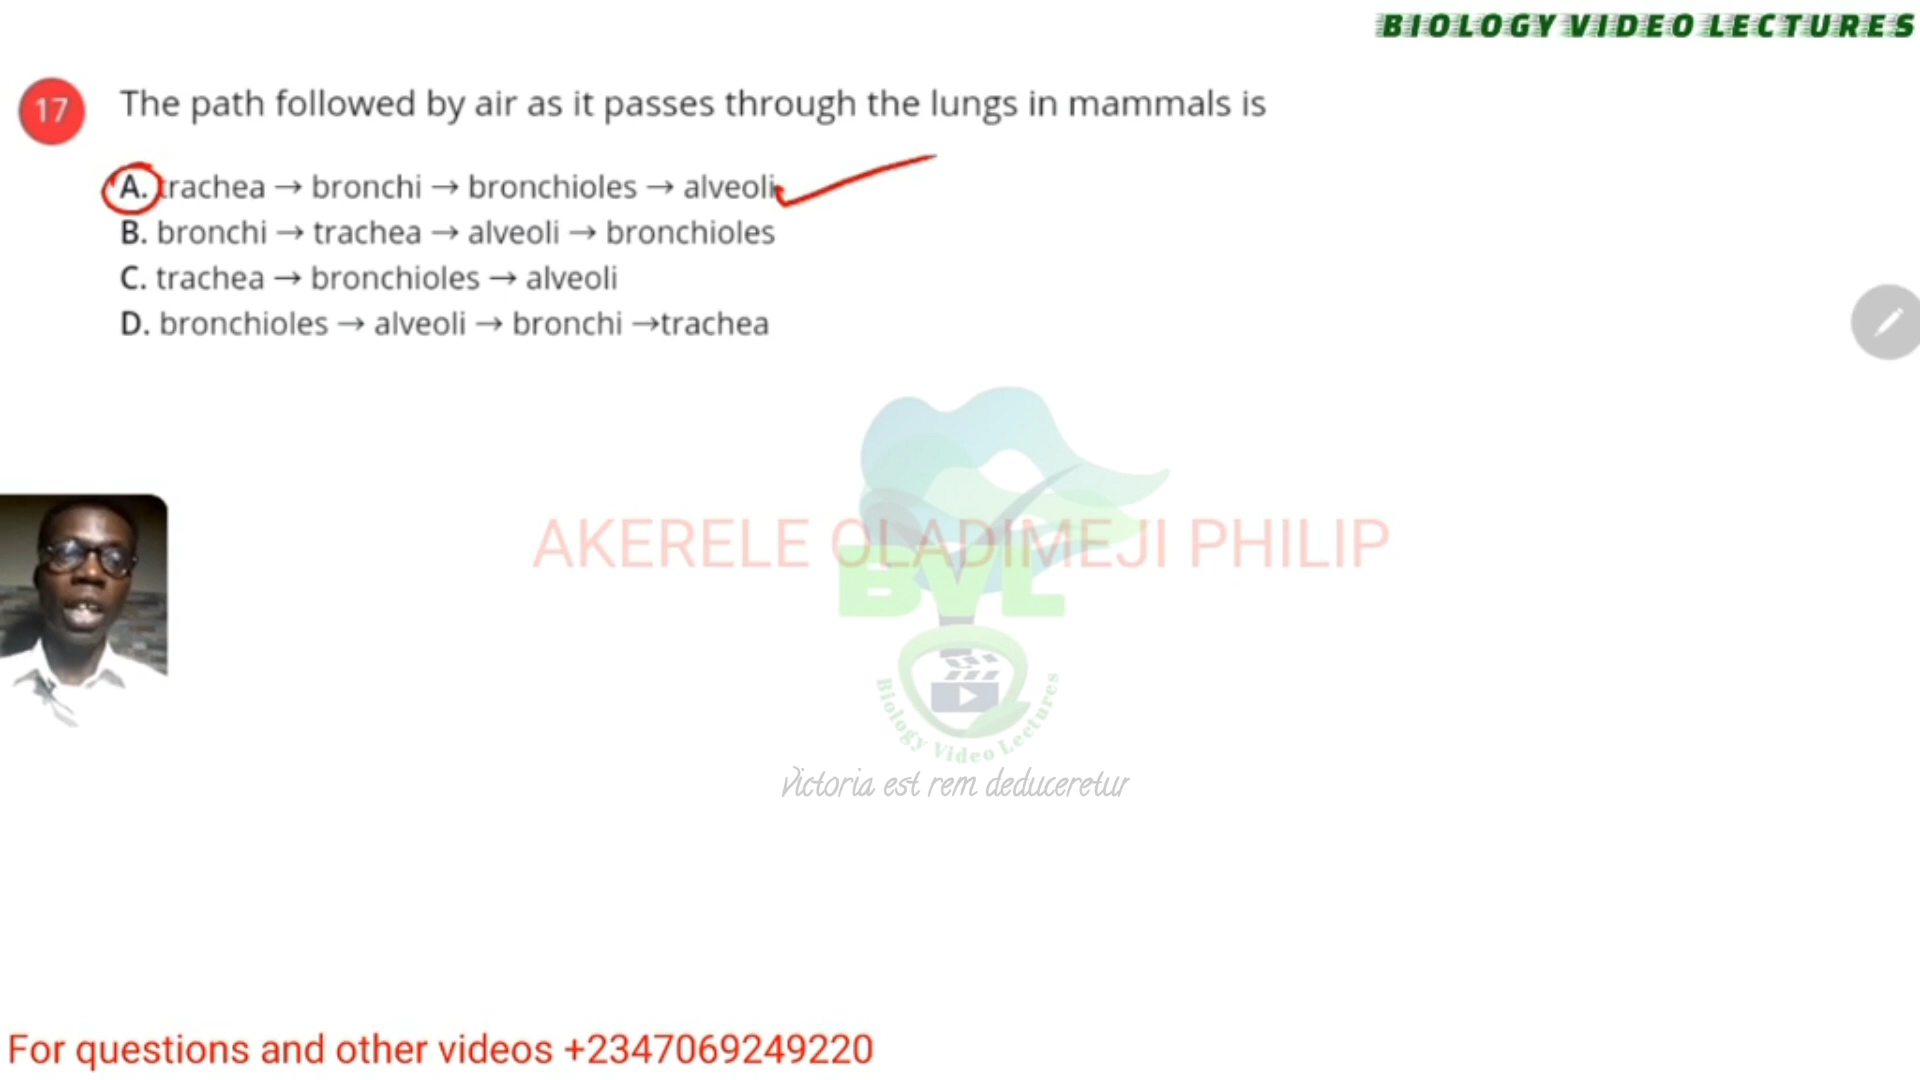 BIOLOGY VIDEO LECTURES
17 The path followed by air as it passes through the lungs in mammals is
A. trachea → bronchi → bronchioles → alveoli
B. bronchi → trachea → alveoli → bronchioles
C. trachea → bronchioles → alveoli
D. bronchioles → alveoli → bronchi →trachea
AKERELE OLADIMEJI PHILIP
BVL
Biology Video Lectures
Victoria est rem deduceretur
For questions and other videos +2347069249220